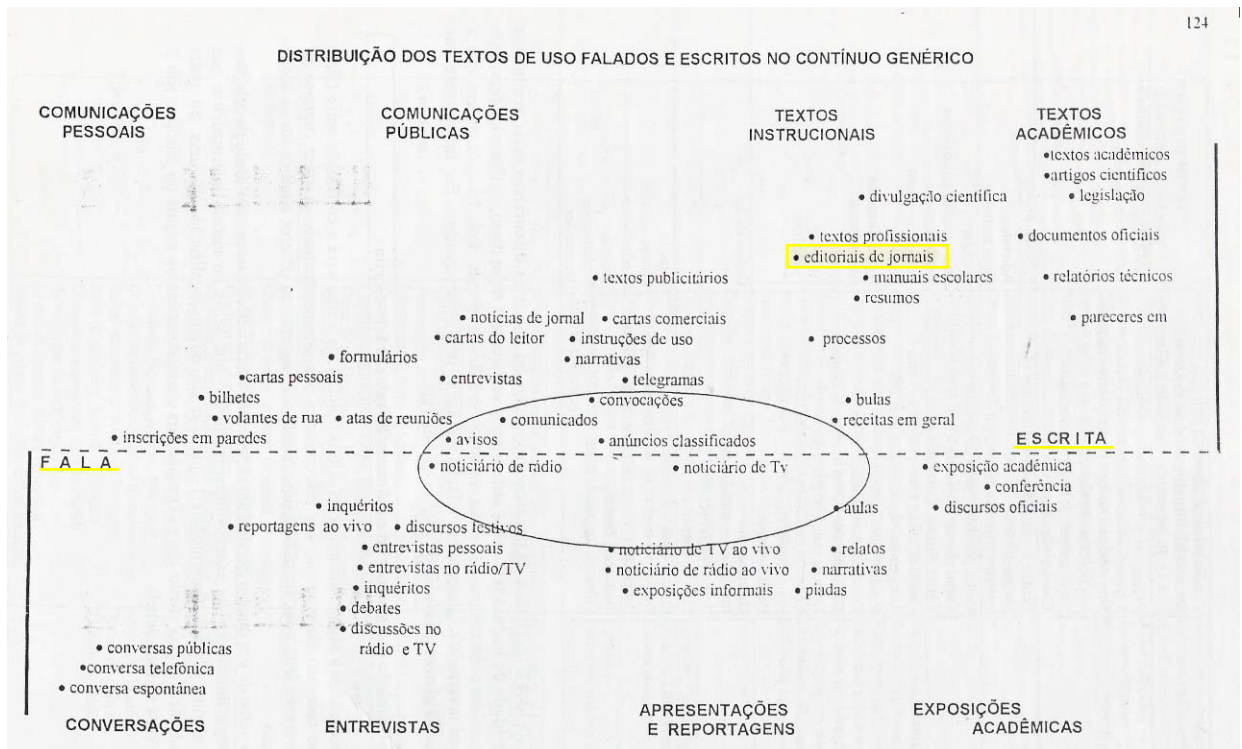 124
DISTRIBUIÇÃO DOS TEXTOS DE USO FALADOS E ESCRITOS NO CONTÍNUO GENÉRICO
COMUNICAÇÕES PESSOAIS
COMUNICAÇÕES PÚBLICAS
TEXTOS INSTRUCIONAIS
TEXTOS ACADÊMICOS
•textos acadêmicos
•artigos científicos
• divulgação científica • legislação
• textos profissionais • documentos oficiais
• editoriais de jornais
• textos publicitários • manuais escolares • relatórios técnicos
• resumos
• notícias de jornal • cartas comerciais • pareceres em
• cartas do leitor • instruções de uso • processos
• formulários • narrativas
•cartas pessoais • entrevistas • telegramas
• bilhetes • convocações • bulas
• volantes de rua • atas de reuniões • comunicados • receitas em geral
• inscrições em paredes • avisos • anúncios classificados E S C R I T A
F A L A • noticiário de rádio • noticiário de Tv • exposição acadêmica
• conferência
• inquéritos • aulas • discursos oficiais
• reportagens ao vivo • discursos festivos
• entrevistas pessoais • noticiário de TV ao vivo • relatos
• entrevistas no rádio/TV • noticiário de rádio ao vivo • narrativas
• inquéritos • exposições informais • piadas
• debates
• discussões no
• conversas públicas rádio e TV
•conversa telefônica
• conversa espontânea
CONVERSAÇÕES
ENTREVISTAS
APRESENTAÇÕES E REPORTAGENS
EXPOSIÇÕES ACADÊMICAS